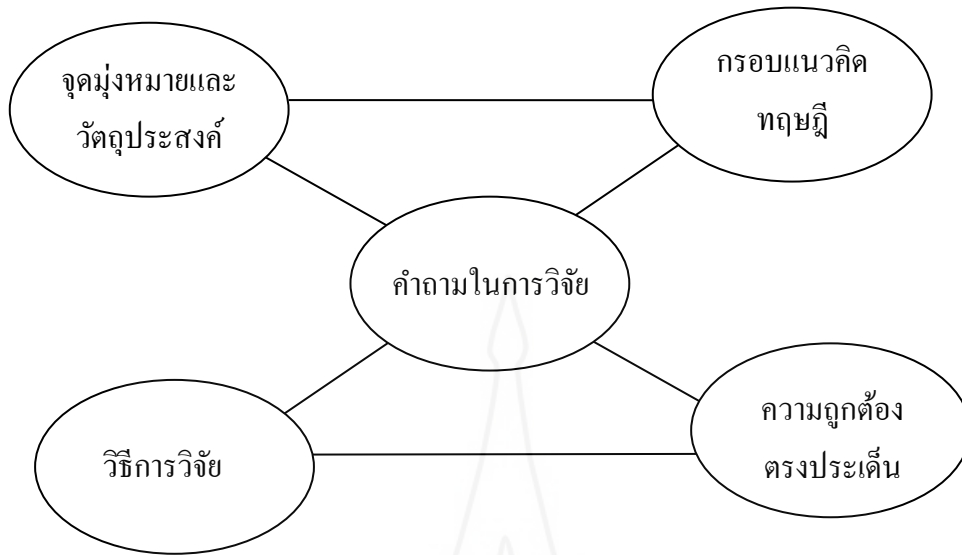 จุดมุ่งหมายและ
วัตถุประสงค์
กรอบแนวคิด
ทฤษฎี
คำถามในการวิจัย
วิธีการวิจัย
ความถูกต้อง
ตรงประเด็น